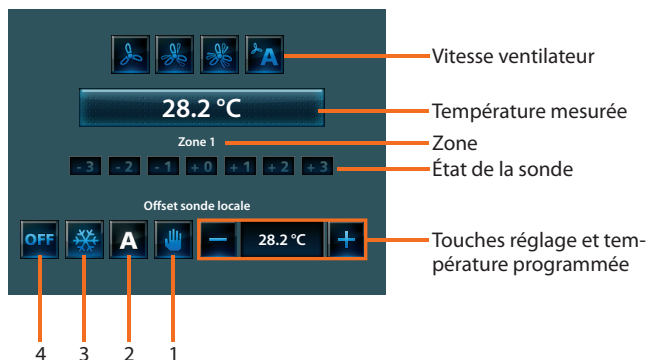 A
Vitesse ventilateur
28.2 °C
Température mesurée
Zone 1
Zone
- 3 - 2 - 1 + 0 + 1 + 2 + 3
État de la sonde
Offset sonde locale
OFF A − 28.2 °C +
Touches réglage et tem-
pérature programmée
4 3 2 1